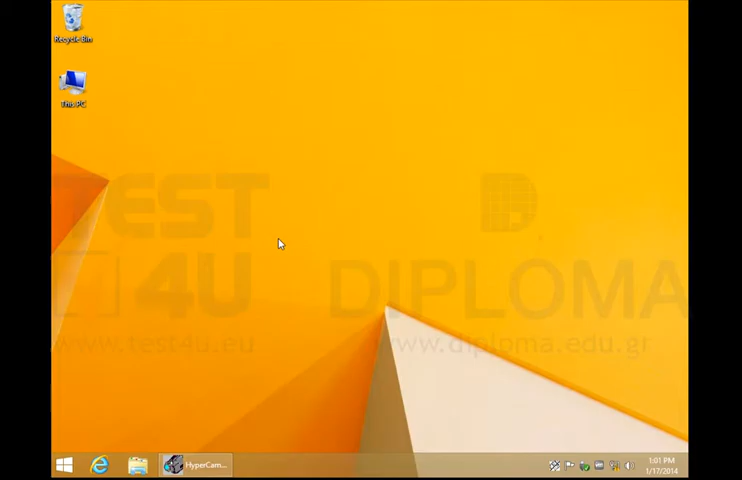 Recycle Bin
This PC
TEST
4U
D
DIPLOMA
www.test4u.eu
www.diploma.edu.gr
HyperCam...
1:01 PM
1/17/2014